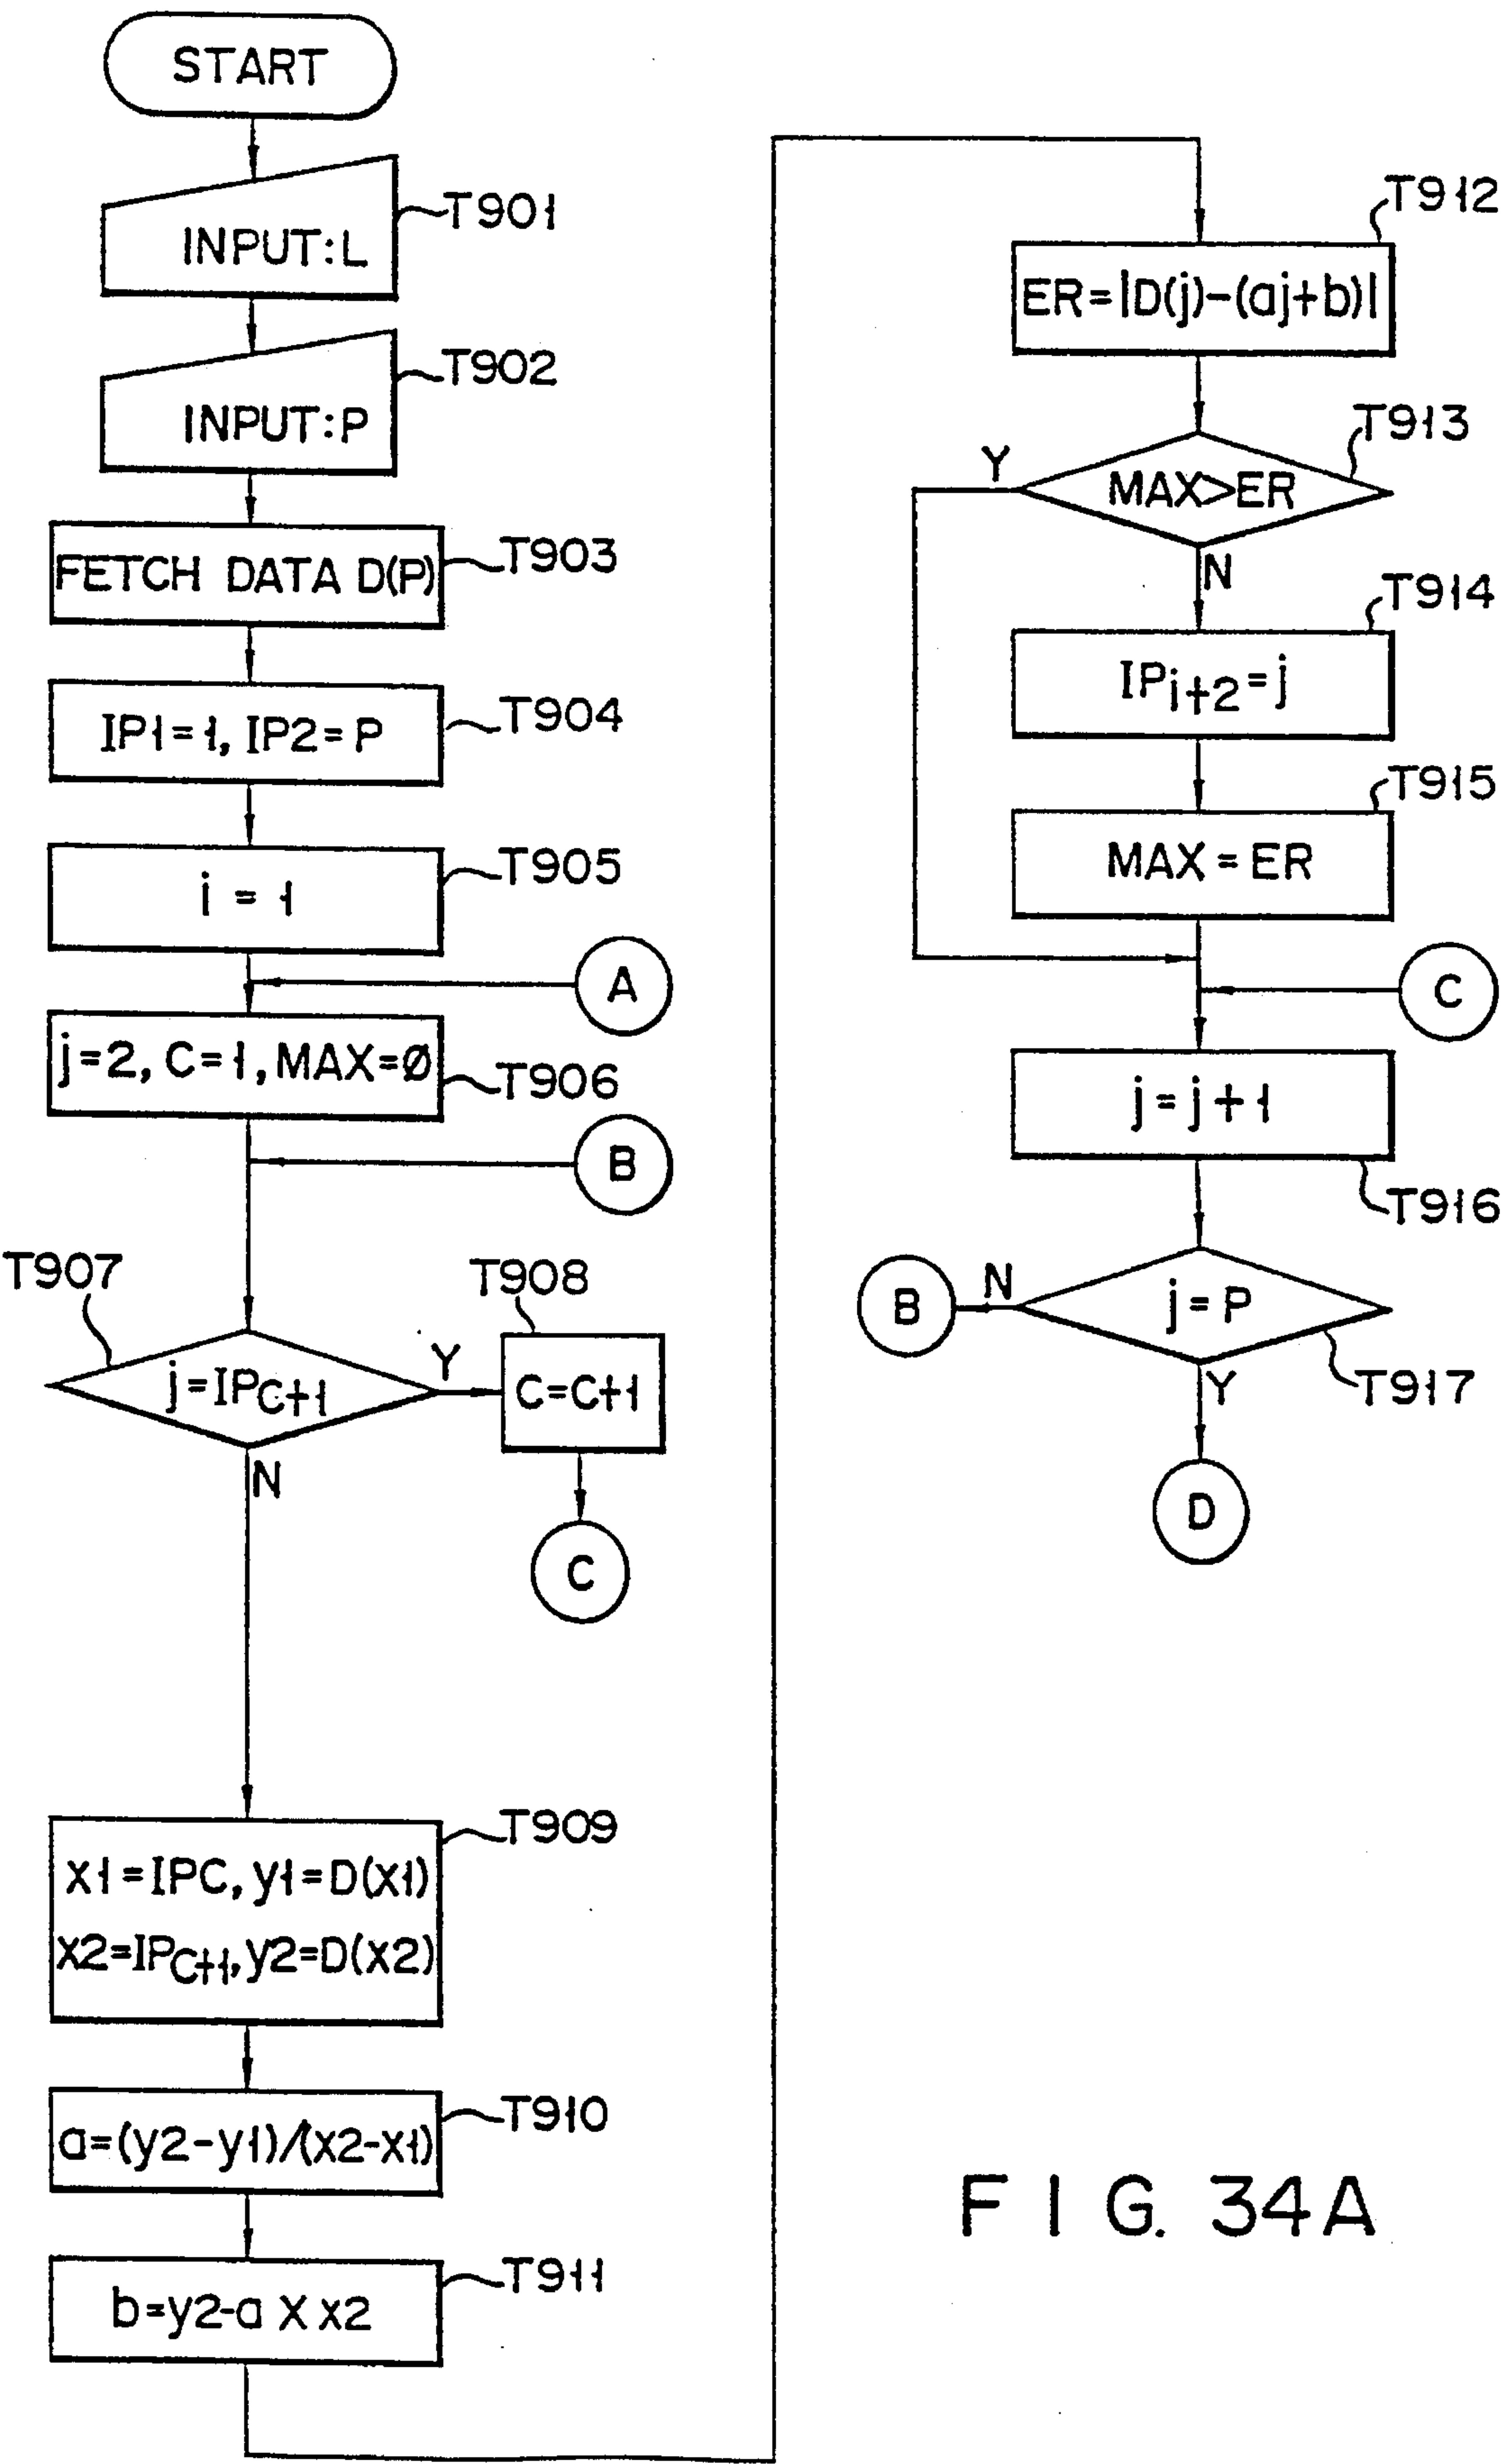 START
INPUT:L
T901
INPUT:P
T902
FETCH DATA D(P)
T903
IP1=1, IP2=P
T904
i = 1
T905
A
j=2, C=1, MAX=Ø
T906
B
T907
j=IPC+1
Y
N
T908
C=C+1
C
x1=IPC, y1=D(x1)
x2=IPC+1, y2=D(x2)
T909
a=(y2-y1)/(x2-x1)
T910
b=y2-a X x2
T911
T912
ER=|D(j)-(aj+b)|
T913
MAX>ER
Y
N
T914
IPi+2=j
T915
MAX = ER
C
j=j+1
T916
j=P
N
B
Y
T917
D
FIG. 34A